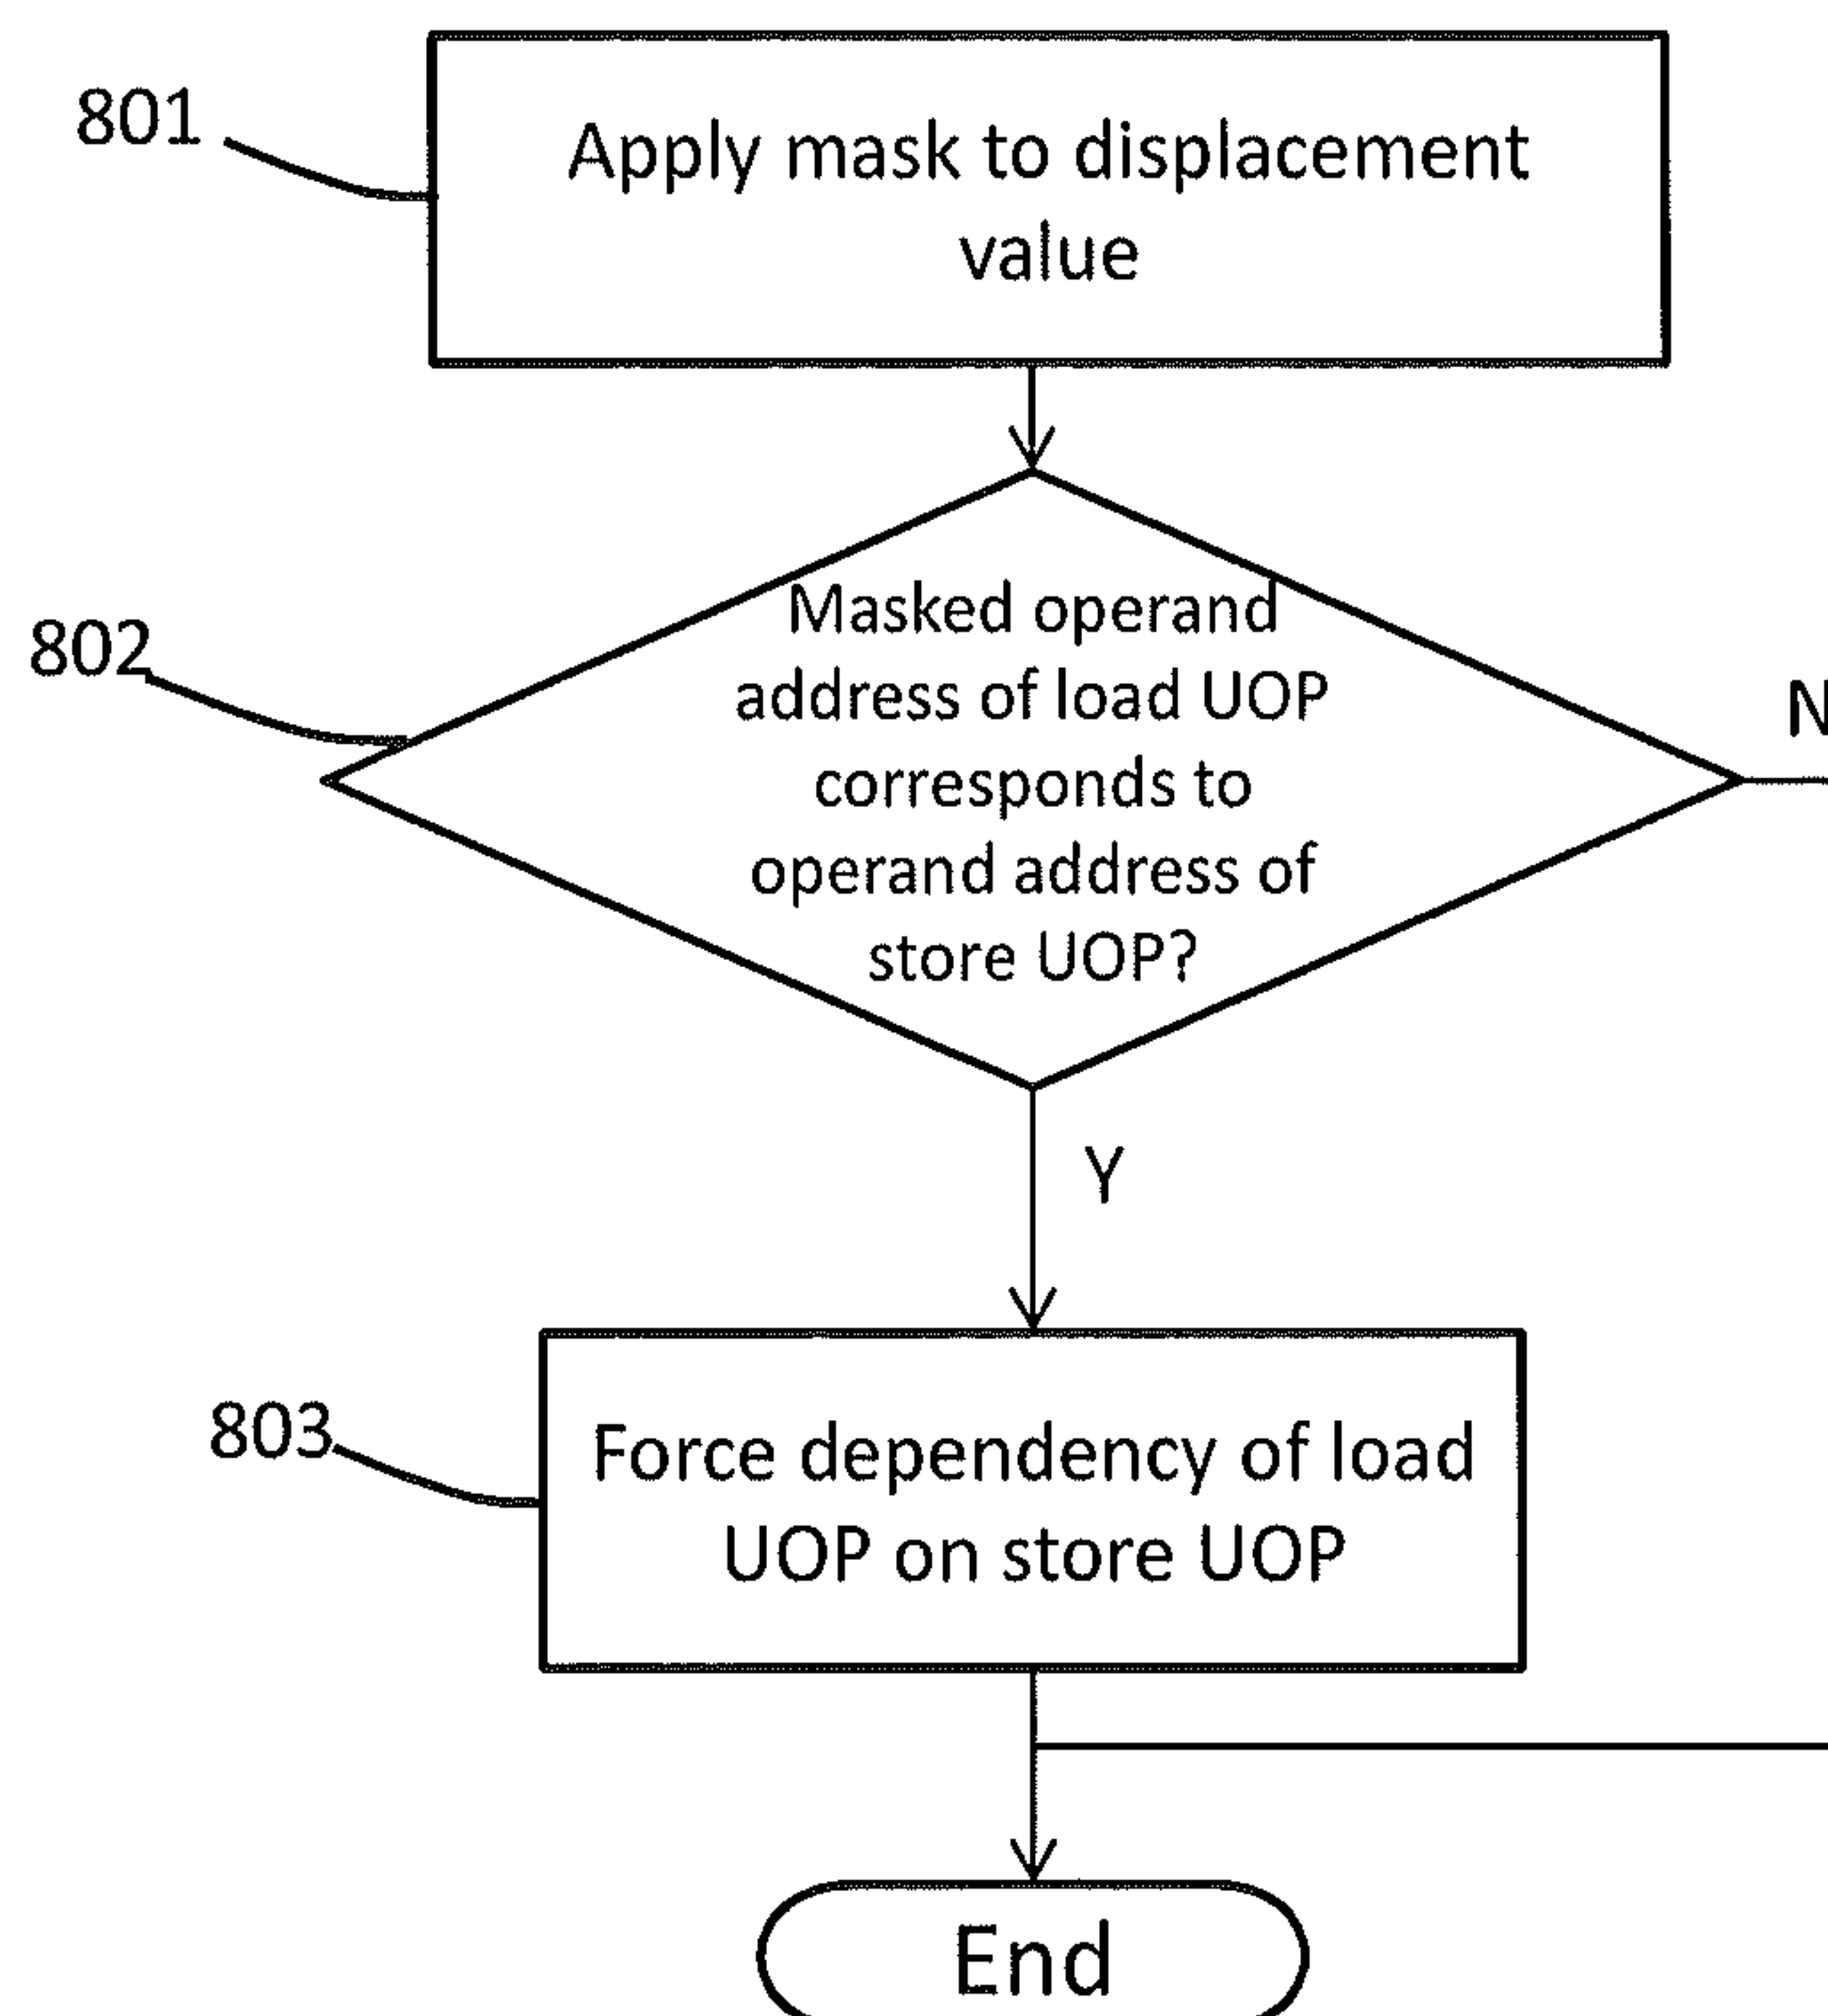 801
Apply mask to displacement
value
802
Masked operand
address of load UOP
corresponds to
operand address of
store UOP?
N
Y
803
Force dependency of load
UOP on store UOP
End